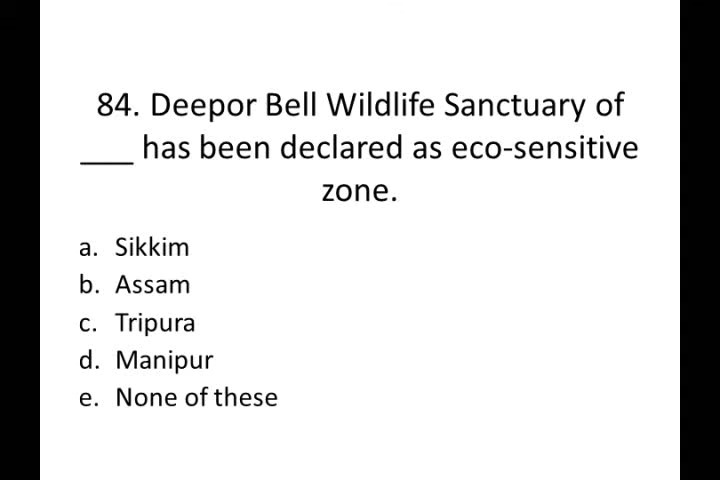 84. Deepor Bell Wildlife Sanctuary of
___ has been declared as eco-sensitive
zone.
a. Sikkim
b. Assam
c. Tripura
d. Manipur
e. None of these